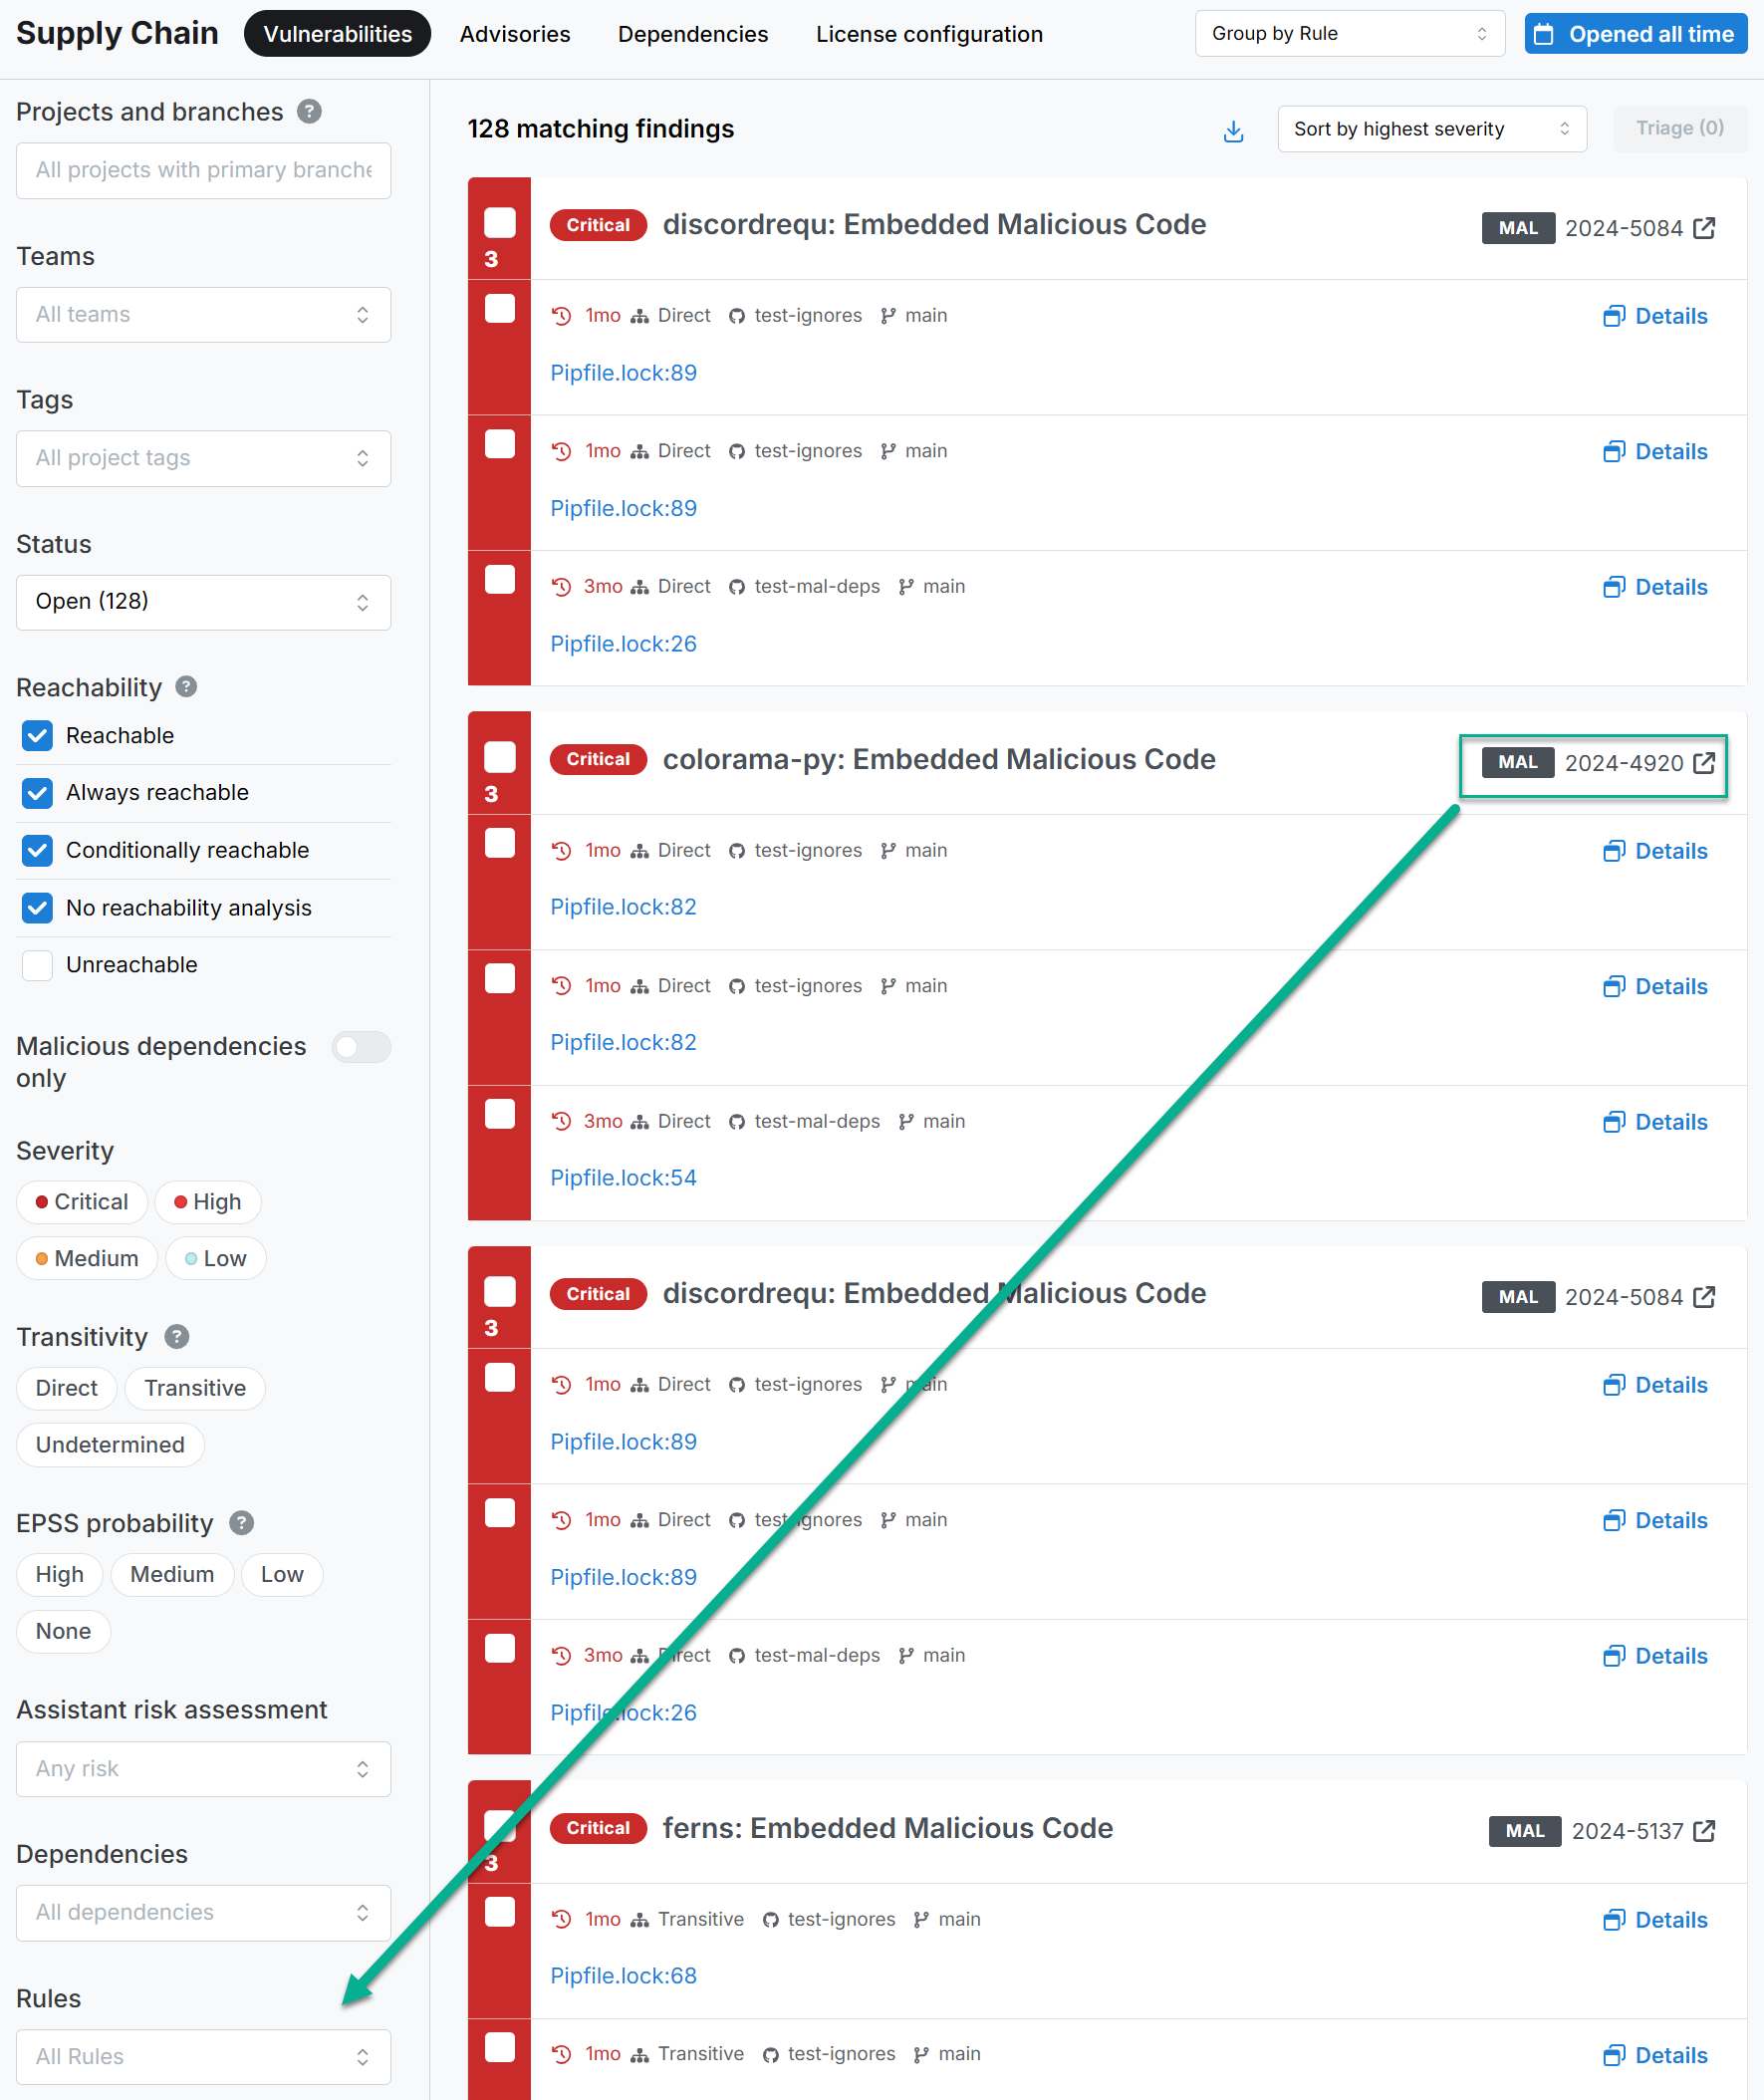 Supply Chain
Vulnerabilities
Advisories
Dependencies
License configuration
Group by Rule
Opened all time
Projects and branches ?
All projects with primary branche
Teams
All teams
Tags
All project tags
Status
Open (128)
Reachability ?
Reachable
Always reachable
Conditionally reachable
No reachability analysis
Unreachable
Malicious dependencies
only
Severity
Critical High
Medium Low
Transitivity ?
Direct Transitive
Undetermined
EPSS probability ?
High Medium Low
None
Assistant risk assessment
Any risk
Dependencies
All dependencies
Rules
All Rules
128 matching findings
Sort by highest severity
Triage (0)
3
Critical discordrequ: Embedded Malicious Code MAL 2024-5084
1mo Direct test-ignores main Details
Pipfile.lock:89
1mo Direct test-ignores main Details
Pipfile.lock:89
3mo Direct test-mal-deps main Details
Pipfile.lock:26
3
Critical colorama-py: Embedded Malicious Code MAL 2024-4920
1mo Direct test-ignores main Details
Pipfile.lock:82
1mo Direct test-ignores main Details
Pipfile.lock:82
3mo Direct test-mal-deps main Details
Pipfile.lock:54
3
Critical discordrequ: Embedded Malicious Code MAL 2024-5084
1mo Direct test-ignores main Details
Pipfile.lock:89
1mo Direct test-ignores main Details
Pipfile.lock:89
3mo Direct test-mal-deps main Details
Pipfile.lock:26
3
Critical ferns: Embedded Malicious Code MAL 2024-5137
1mo Transitive test-ignores main Details
Pipfile.lock:68
1mo Transitive test-ignores main Details